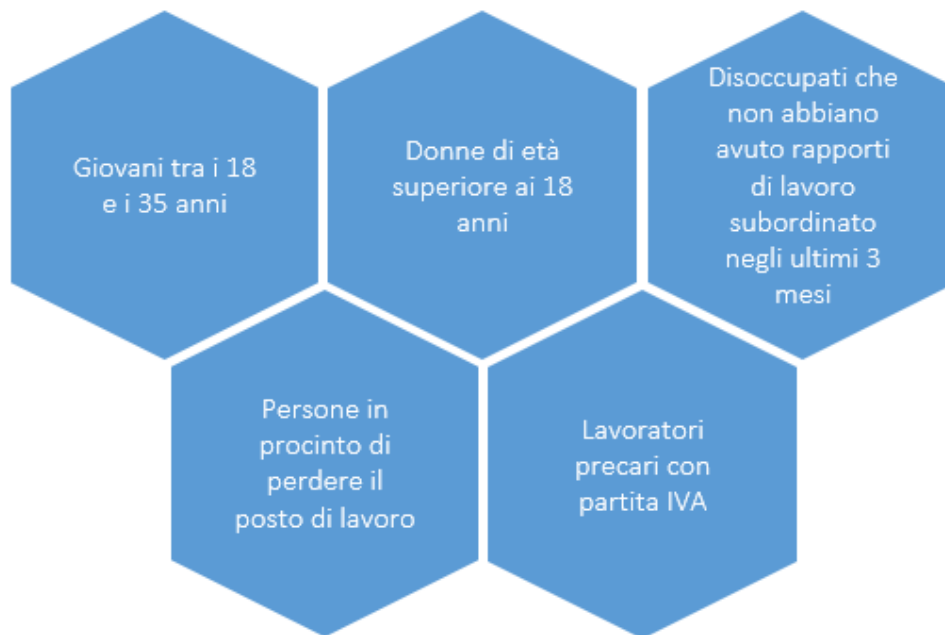 Giovani tra i 18
e i 35 anni
Donne di età
superiore ai 18
anni
Disoccupati che
non abbiano
avuto rapporti
di lavoro
subordinato
negli ultimi 3
mesi
Persone in
procinto di
perdere il
posto di lavoro
Lavoratori
precari con
partita IVA